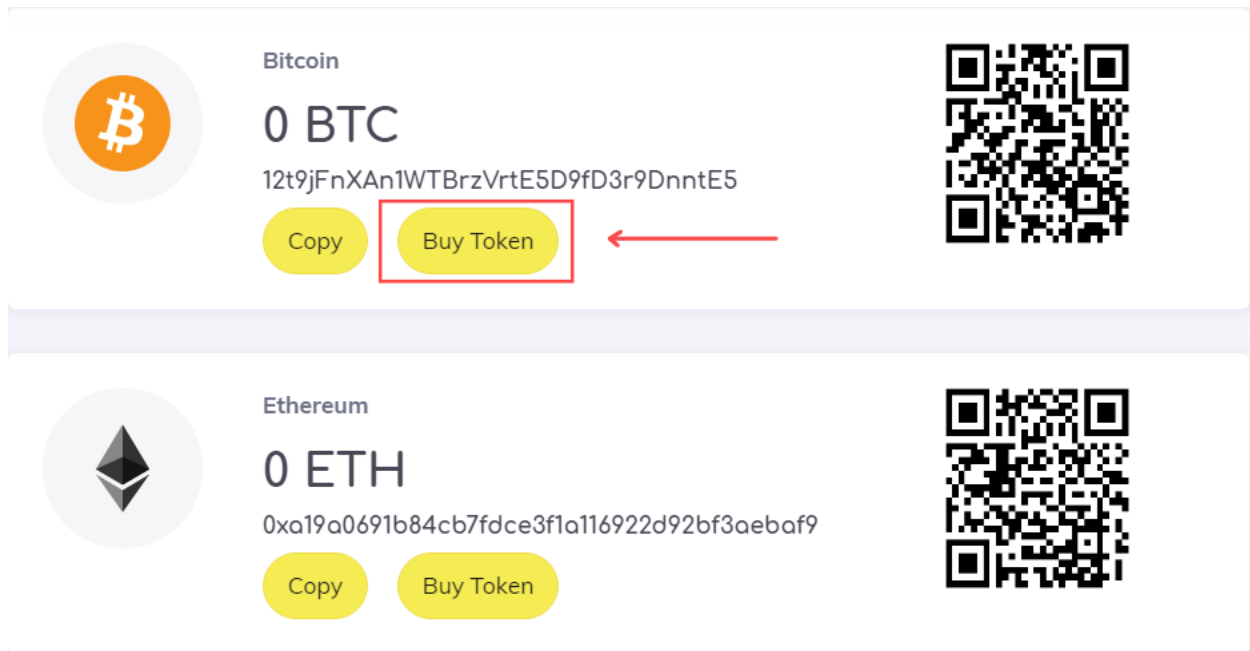 Bitcoin
0 BTC
12t9jFnXAn1WTBrzVrtE5D9fD3r9DnntE5
Copy Buy Token
Ethereum
0 ETH
0xa19a0691b84cb7fdce3f1a116922d92bf3aebaf9
Copy Buy Token